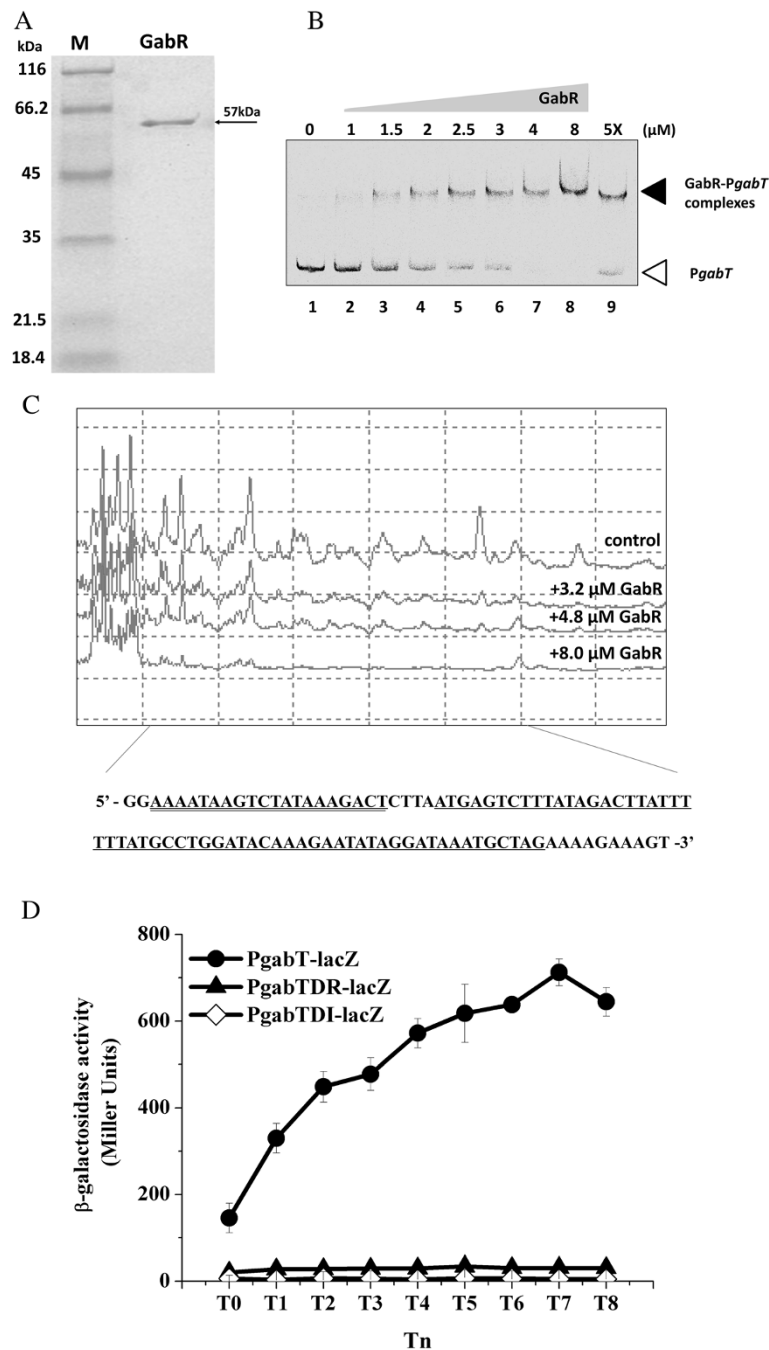 A
kDa
M
GabR
116
66.2
45
35
21.5
18.4
57kDa
B
GabR
0 1 1.5 2 2.5 3 4 8 5X (μM)
GabR-PgabT
complexes
PgabT
1 2 3 4 5 6 7 8 9
C
control
+3.2 μM GabR
+4.8 μM GabR
+8.0 μM GabR
5’ - GGAAAATAAGTCTATAAAGACTCTTAATGAGTCTTTATAGACTTATTT
TTTATGCCTGGATACAAAGAATATAGGATAAATGCTAGAAAAGAAAGT -3’
D
β-galactosidase activity
(Miller Units)
800
600
400
200
0
PgabT-lacZ
PgabTDR-lacZ
PgabTDI-lacZ
T0 T1 T2 T3 T4 T5 T6 T7 T8
Tn